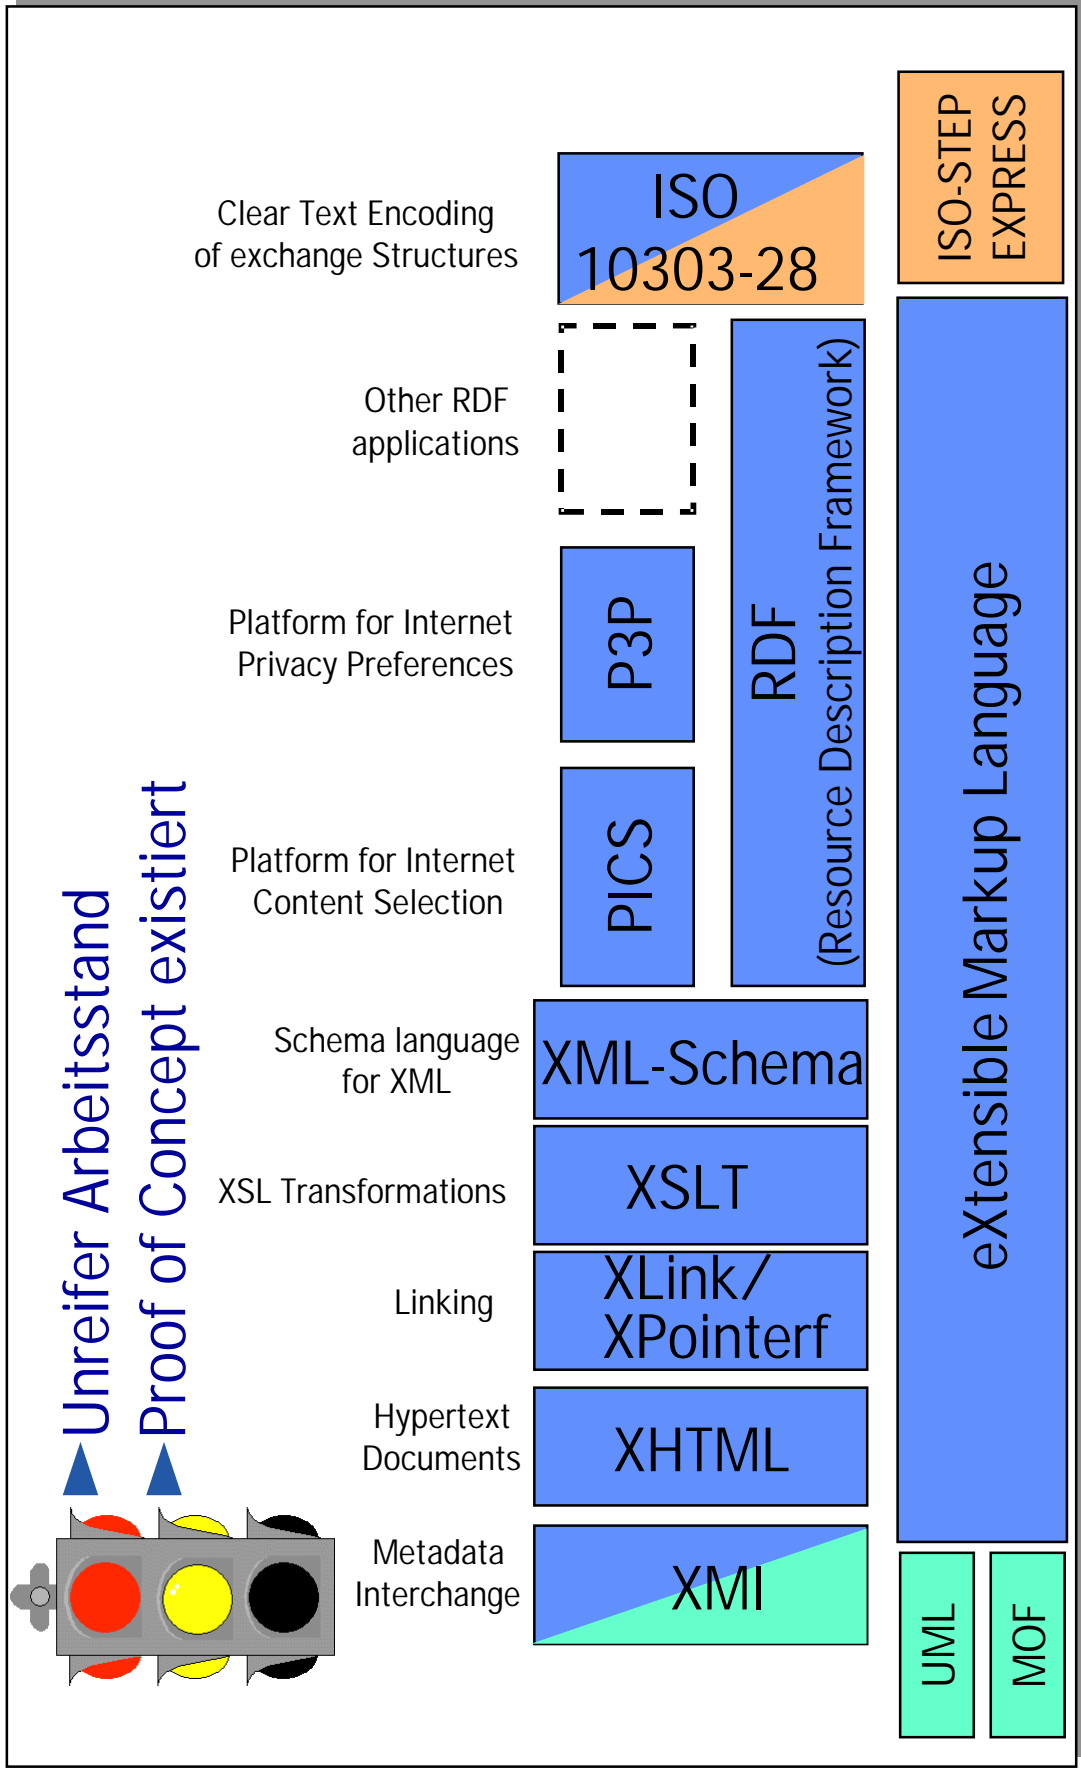 ISO-STEP
EXPRESS
Clear Text Encoding
of exchange Structures
ISO
10303-28
Other RDF
applications
RDF
(Resource Description Framework)
eXtensible Markup Language
Platform for Internet
Privacy Preferences
P3P
Platform for Internet
Content Selection
PICS
Unreifer Arbeitsstand
Proof of Concept existiert
Schema language
for XML
XML-Schema
XSL Transformations
XSLT
Linking
XLink/
XPointerf
Hypertext
Documents
XHTML
Metadata
Interchange
XMI
UML
MOF